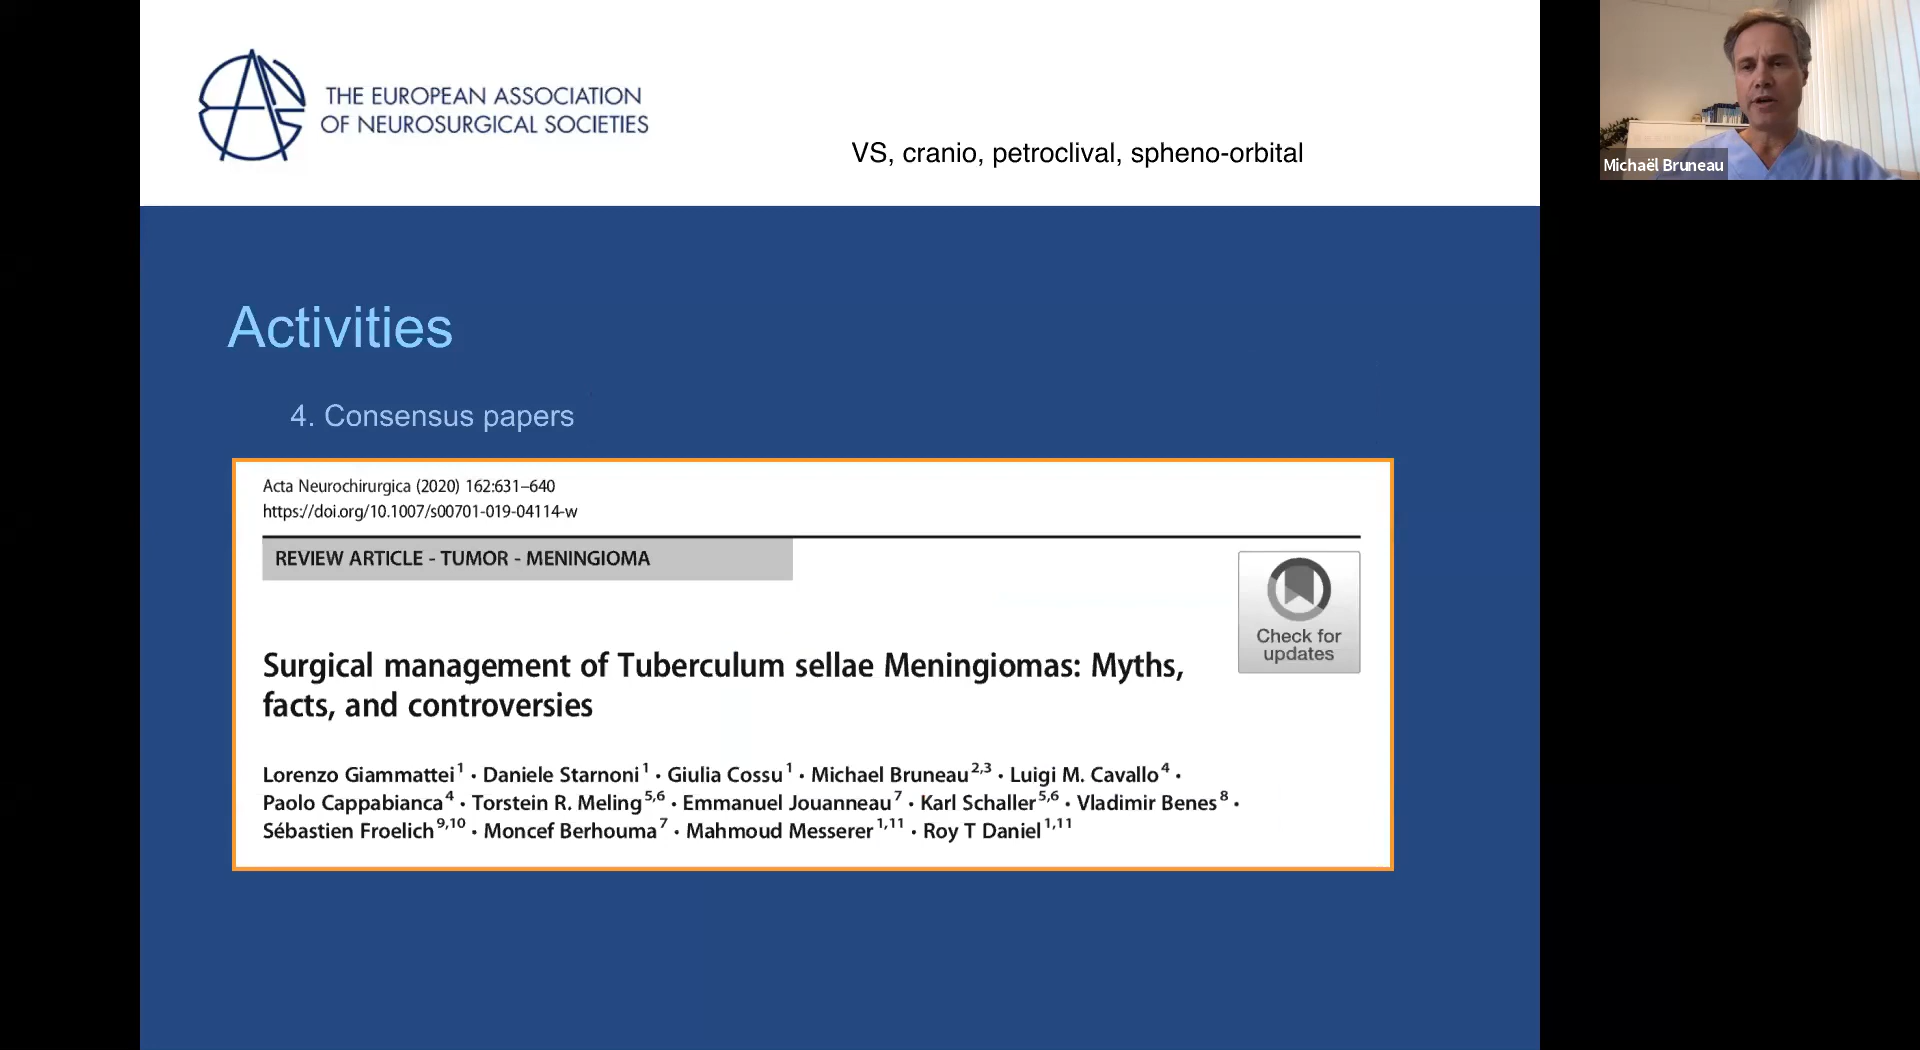 THE EUROPEAN ASSOCIATION
OF NEUROSURGICAL SOCIETIES
VS, cranio, petroclival, spheno-orbital
Michaël Bruneau
Activities
4. Consensus papers
Acta Neurochirurgica (2020) 162:631–640
https://doi.org/10.1007/s00701-019-04114-w
REVIEW ARTICLE - TUMOR - MENINGIOMA
Check for
updates
Surgical management of Tuberculum sellae Meningiomas: Myths,
facts, and controversies
Lorenzo Giammattei1 · Daniele Starnoni1 · Giulia Cossu1 · Michael Bruneau2,3 · Luigi M. Cavallo4 ·
Paolo Cappabianca4 · Torstein R. Meling5,6 · Emmanuel Jouanneau7 · Karl Schaller5,6 · Vladimir Benes8 ·
Sébastien Froelich9,10 · Moncef Berhouma7 · Mahmoud Messerer1,11 · Roy T Daniel1,11